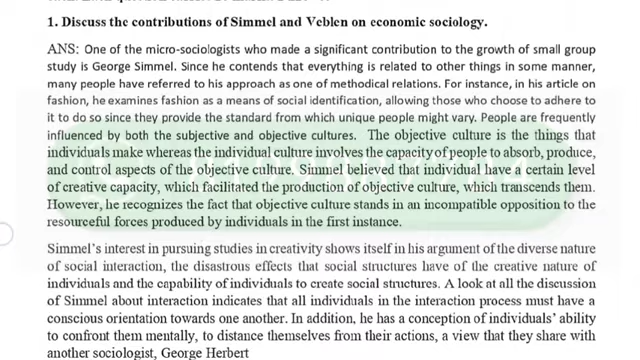 1. Discuss the contributions of Simmel and Veblen on economic sociology.
ANS: One of the micro-sociologists who made a significant contribution to the growth of small group
study is George Simmel. Since he contends that everything is related to other things in some manner,
many people have referred to his approach as one of methodical relations. For instance, in his article on
fashion, he examines fashion as a means of social identification, allowing those who choose to adhere to
it to do so since they provide the standard from which unique people might vary. People are frequently
influenced by both the subjective and objective cultures. The objective culture is the things that
individuals make whereas the individual culture involves the capacity of people to absorb, produce,
and control aspects of the objective culture. Simmel believed that individual have a certain level
of creative capacity, which facilitated the production of objective culture, which transcends them.
However, he recognizes the fact that objective culture stands in an incompatible opposition to the
resourceful forces produced by individuals in the first instance.
Simmel's interest in pursuing studies in creativity shows itself in his argument of the diverse nature
of social interaction, the disastrous effects that social structures have of the creative nature of
individuals and the capability of individuals to create social structures. A look at all the discussion
of Simmel about interaction indicates that all individuals in the interaction process must have a
conscious orientation towards one another. In addition, he has a conception of individuals' ability
to confront them mentally, to distance themselves from their actions, a view that they share with
another sociologist, George Herbert